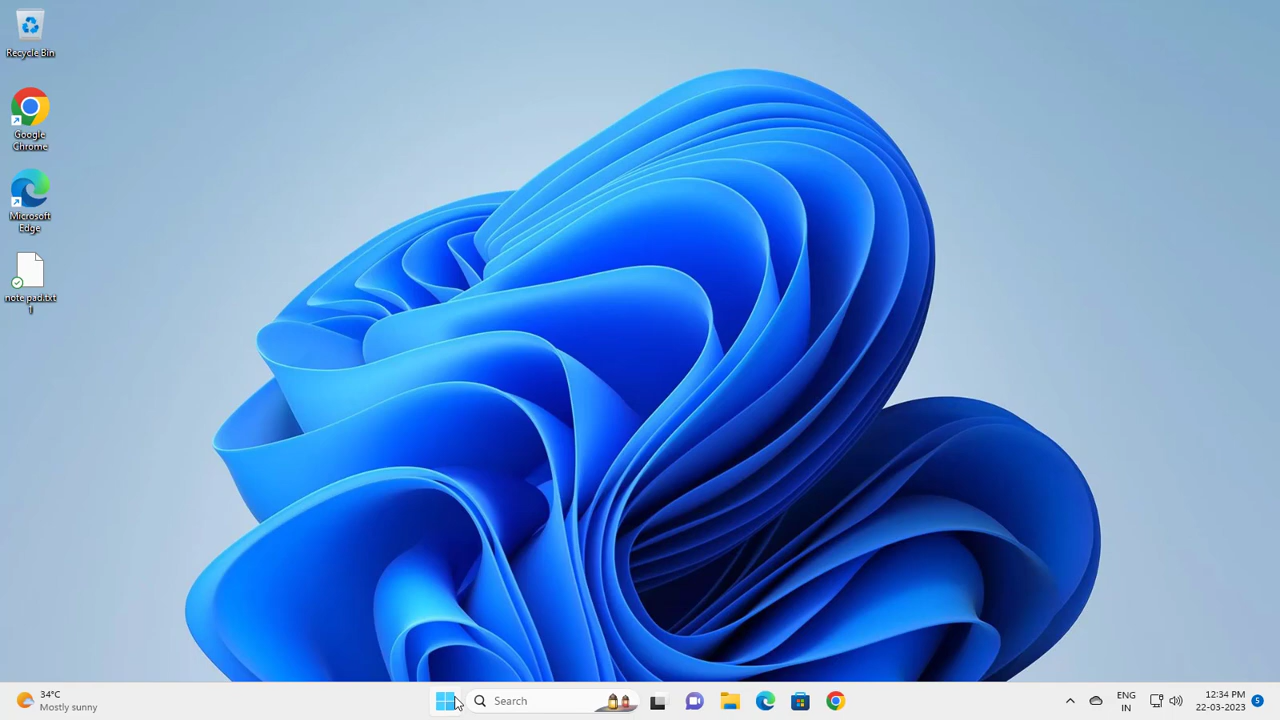 Recycle Bin
Google
Chrome
Microsoft
Edge
note pad.txt
34°C
Mostly sunny
Search
ENG
IN
12:34 PM
22-03-2023
5